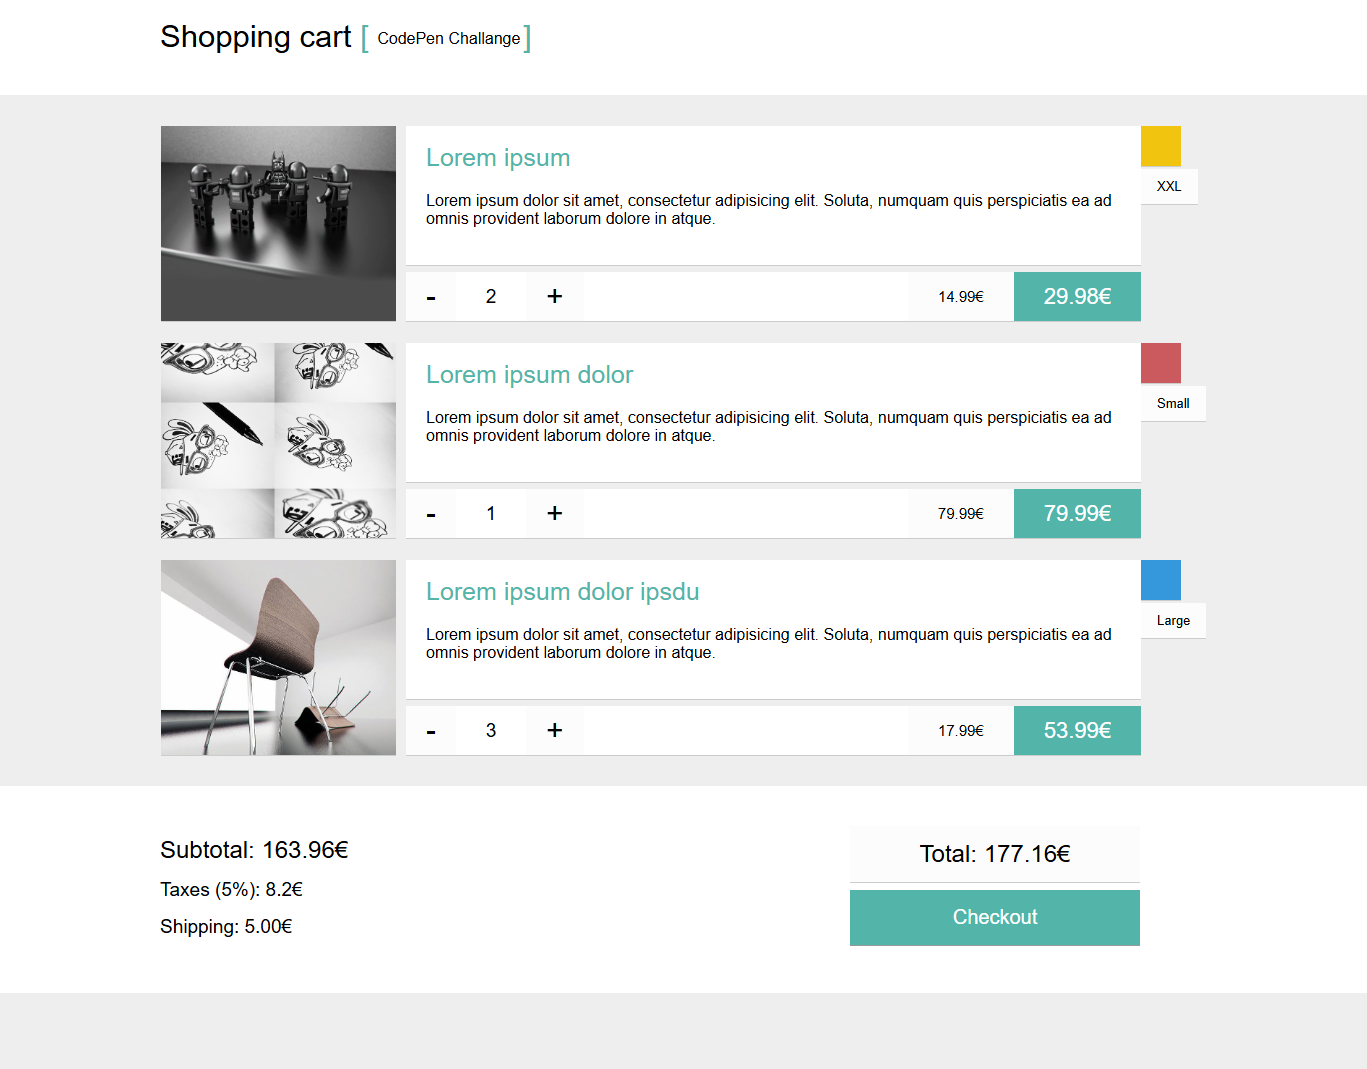 Shopping cart [ CodePen Challange ]
Lorem ipsum
Lorem ipsum dolor sit amet, consectetur adipisicing elit. Soluta, numquam quis perspiciatis ea ad
omnis provident laborum dolore in atque.
XXL
- 2 + 14.99€ 29.98€
Lorem ipsum dolor
Lorem ipsum dolor sit amet, consectetur adipisicing elit. Soluta, numquam quis perspiciatis ea ad
omnis provident laborum dolore in atque.
Small
- 1 + 79.99€ 79.99€
Lorem ipsum dolor ipsdu
Lorem ipsum dolor sit amet, consectetur adipisicing elit. Soluta, numquam quis perspiciatis ea ad
omnis provident laborum dolore in atque.
Large
- 3 + 17.99€ 53.99€
Subtotal: 163.96€
Taxes (5%): 8.2€
Shipping: 5.00€
Total: 177.16€
Checkout